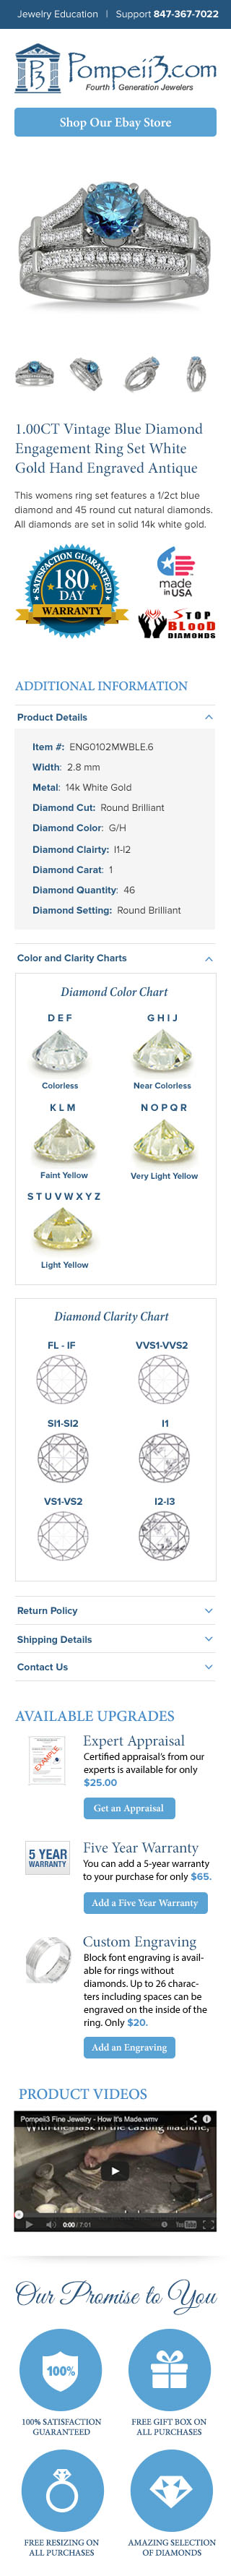 Jewelry Education | Support 847-367-7022
P3
Pompeii3.com
Fourth Generation Jewelers
Shop Our Ebay Store
1.00CT Vintage Blue Diamond
Engagement Ring Set White
Gold Hand Engraved Antique
This womens ring set features a 1/2ct blue
diamond and 45 round cut natural diamonds.
All diamonds are set in solid 14k white gold.
SATISFACTION GUARANTEED
180
DAY
WARRANTY
made
in USA
STOP
BLOOD
DIAMONDS
ADDITIONAL INFORMATION
Product Details
Item #: ENG0102MWBLE.6
Width: 2.8 mm
Metal: 14k White Gold
Diamond Cut: Round Brilliant
Diamond Color: G/H
Diamond Clairty: I1-I2
Diamond Carat: 1
Diamond Quantity: 46
Diamond Setting: Round Brilliant
Color and Clarity Charts
Diamond Color Chart
D E F
G H I J
Colorless
Near Colorless
K L M
N O P Q R
Faint Yellow
Very Light Yellow
S T U V W X Y Z
Light Yellow
Diamond Clarity Chart
FL - IF
VVS1-VVS2
SI1-SI2
I1
VS1-VS2
I2-I3
Return Policy
Shipping Details
Contact Us
AVAILABLE UPGRADES
EXAMPLE
Expert Appraisal
Certified appraisal's from our
experts is available for only
$25.00
Get an Appraisal
5 YEAR
WARRANTY
Five Year Warranty
You can add a 5-year warranty
to your purchase for only $65.
Add a Five Year Warranty
Custom Engraving
Block font engraving is avail-
able for rings without
diamonds. Up to 26 charac-
ters including spaces can be
engraved on the inside of the
ring. Only $20.
Add an Engraving
PRODUCT VIDEOS
Pompeii3 Fine Jewelry - How It's Made.wmv
With the mask in the casting machine,
0:00 / 7:01
YouTube
Our Promise to You
100%
100% SATISFACTION
GUARANTEED
FREE GIFT BOX ON
ALL PURCHASES
FREE RESIZING ON
ALL PURCHASES
AMAZING SELECTION
OF DIAMONDS